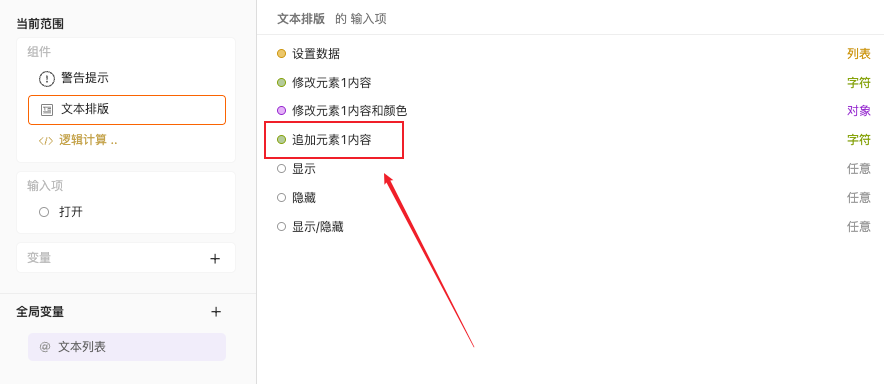 当前范围
组件
警告提示
文本排版
</> 逻辑计算 ..
输入项
打开
变量 +
全局变量 +
@ 文本列表
文本排版 的 输入项
设置数据 列表
修改元素1内容 字符
修改元素1内容和颜色 对象
追加元素1内容 字符
显示 任意
隐藏 任意
显示/隐藏 任意